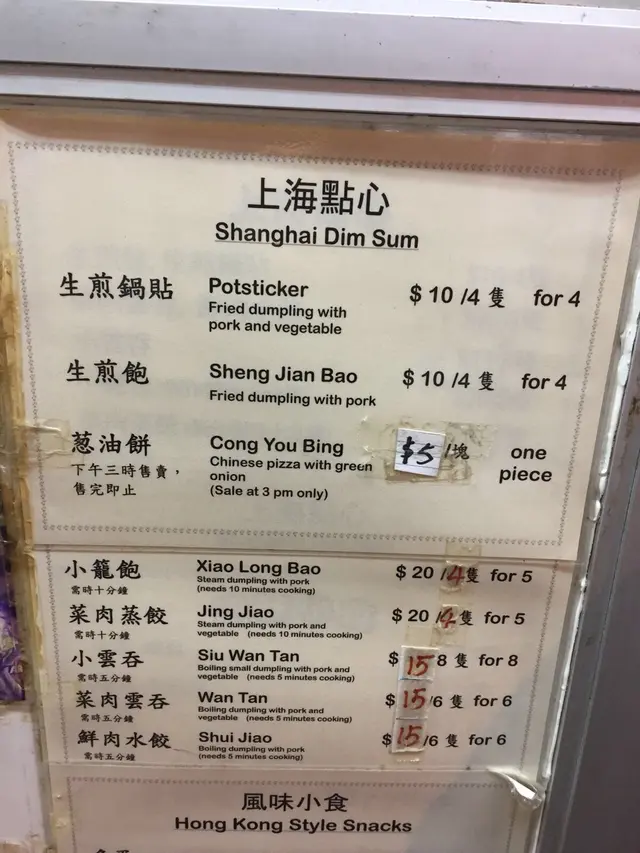 上海點心
Shanghai Dim Sum
生煎鍋貼 Potsticker $10/4 隻 for 4
Fried dumpling with
pork and vegetable
生煎飽 Sheng Jian Bao $10/4 隻 for 4
Fried dumpling with pork
葱油餅 Cong You Bing $5/塊 one
piece
下午三時售賣， Chinese pizza with green
售完即止 onion
(Sale at 3 pm only)
小籠飽 Xiao Long Bao $20/4隻 for 5
Steam dumpling with pork
需時十分鐘 (needs 10 minutes cooking)
菜肉蒸餃 Jing Jiao $20/4隻 for 5
Steam dumpling with pork and
需時十分鐘 vegetable (needs 10 minutes cooking)
小雲吞 Siu Wan Tan $15 8隻 for 8
Boiling small dumpling with pork and
需時五分鐘 vegetable (needs 5 minutes cooking)
菜肉雲吞 Wan Tan $15/6隻 for 6
Boiling dumpling with pork and
需時五分鐘 vegetable (needs 5 minutes cooking)
鮮肉水餃 Shui Jiao $15/6隻 for 6
Boiling dumpling with pork
需時五分鐘 (needs 5 minutes cooking)
風味小食
Hong Kong Style Snacks